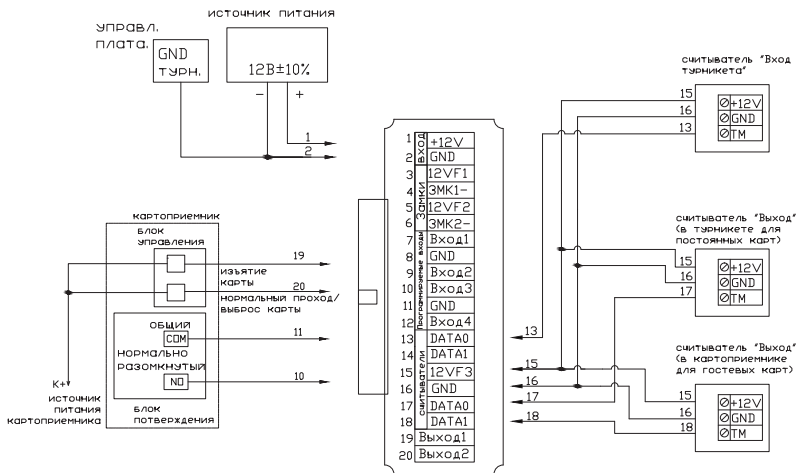 источник питания
управл.
плата.
GND
ТУРН.
12В±10%
− +
1
2
считыватель "Вход
турникета"
15
16
13
+12V
GND
TM
картоприемник
блок
управления
19
изъятие
карты
20
нормальный проход/
выброс карты
общий
COM
нормально
разомкнутый
NO
11
10
блок
потверждения
К+
источник
питания
картоприемника
вход
1 +12V
2 GND
Замки
3 12VF1
4 ЗМК1-
5 12VF2
6 ЗМК2-
Программируемые входы
7 Вход1
8 GND
9 Вход2
10 Вход3
11 GND
12 Вход4
считыватели
13 DATA0
14 DATA1
15 12VF3
16 GND
17 DATA0
18 DATA1
19 Выход1
20 Выход2
13
15
16
17
18
считыватель "Выход"
(в турникете для
постоянных карт)
15
16
17
+12V
GND
TM
считыватель "Выход"
(в картоприемнике
для гостевых карт)
15
16
18
+12V
GND
TM